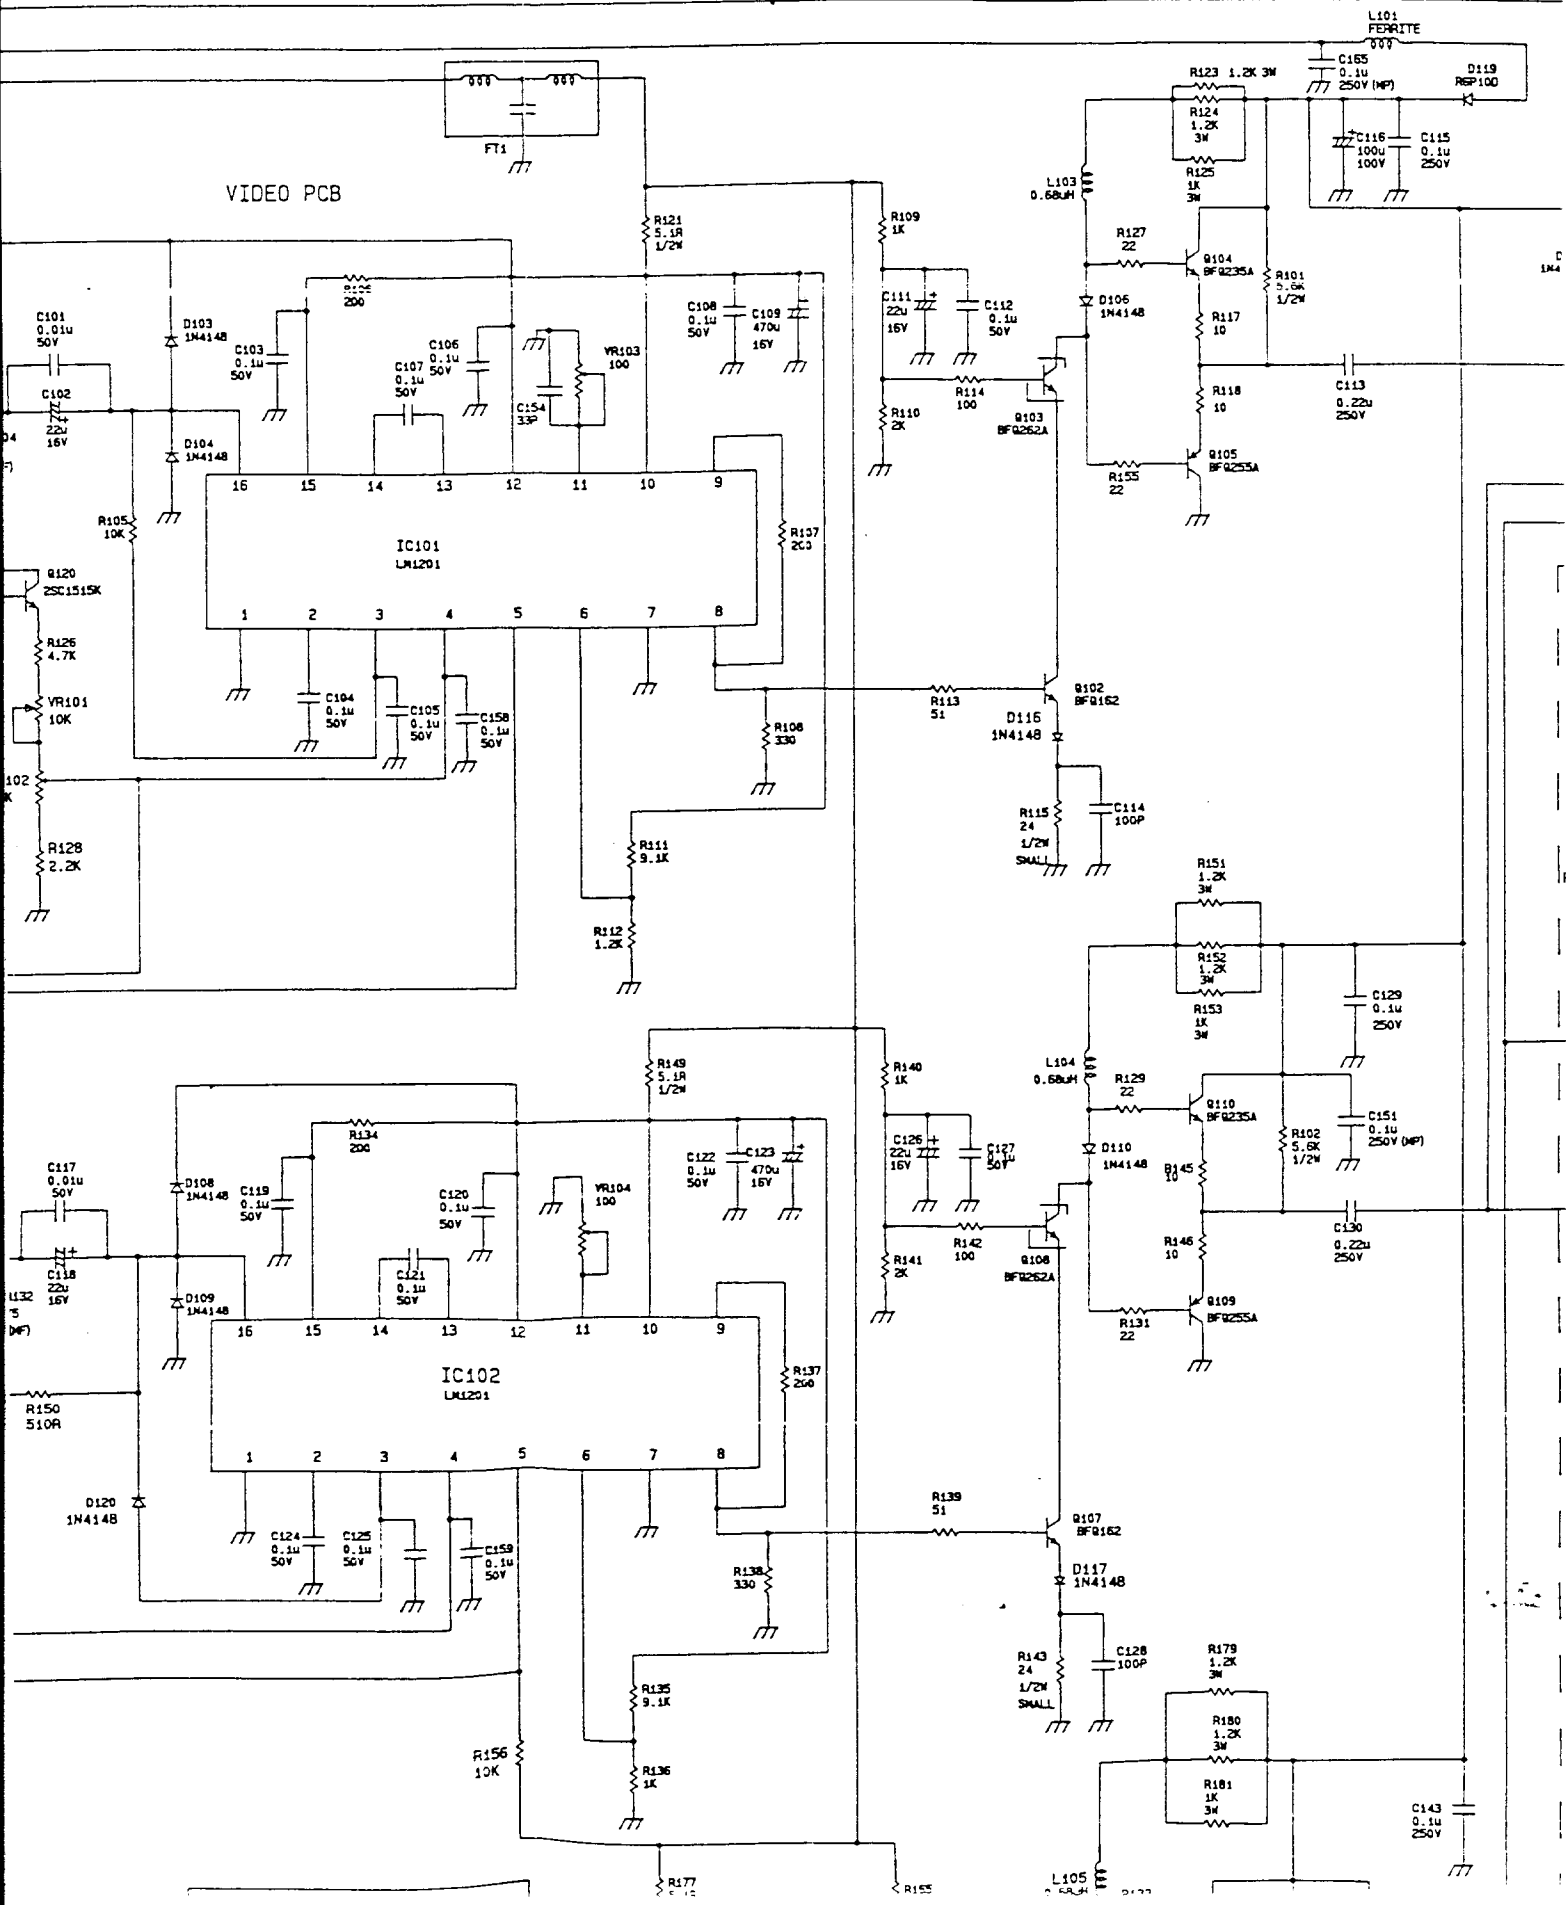 L101
FERRITE
C165
0.1u
250V (MP)
D119
RGP10D
R123 1.2K 3W
R124
1.2K
3W
R125
1K
3W
C116
100u
100V
C115
0.1u
250V
FT1
VIDEO PCB
L103
0.68uH
R121
5.1R
1/2W
R109
1K
R127
22
Q104
BFQ235A
R101
5.6K
1/2W
1N4
200
C101
0.01u
50V
D103
1N4148
C103
0.1u
50V
C107
0.1u
50V
C106
0.1u
50V
VR103
100
C154
33P
C108
0.1u
50V
C109
470u
16V
C111
22u
16V
C112
0.1u
50V
D106
1N4148
R117
10
C102
22u
16V
D104
1N4148
R110
2K
R114
100
Q103
BFQ262A
R118
10
C113
0.22u
250V
Q105
BFQ255A
R155
22
16 15 14 13 12 11 10 9
R105
10K
IC101
LM1201
R107
200
Q120
2SC1515K
1 2 3 4 5 6 7 8
R126
4.7K
VR101
10K
102
K
C104
0.1u
50V
C105
0.1u
50V
C158
0.1u
50V
R108
330
R113
51
Q102
BFQ162
D116
1N4148
R115
24
1/2W
SMALL
C114
100P
R128
2.2K
R111
9.1K
R112
1.2K
R151
1.2K
3W
R152
1.2K
3W
R153
1K
3W
C129
0.1u
250V
L104
0.68uH
R149
5.1R
1/2W
R140
1K
R129
22
Q110
BFQ235A
R102
5.6K
1/2W
C151
0.1u
250V (MP)
R134
200
C117
0.01u
50V
D108
1N4148
C119
0.1u
50V
C120
0.1u
50V
VR104
100
C122
0.1u
50V
C123
470u
16V
C126
22u
16V
C127
0.1u
50V
D110
1N4148
R145
10
C118
22u
16V
D109
1N4148
C121
0.1u
50V
R141
2K
R142
100
Q108
BFQ262A
R146
10
C130
0.22u
250V
L132
Q109
BFQ255A
R131
22
16 15 14 13 12 11 10 9
IC102
LM1201
R137
200
R150
510R
1 2 3 4 5 6 7 8
D120
1N4148
C124
0.1u
50V
C125
0.1u
50V
C159
0.1u
50V
R138
330
R139
51
Q107
BFQ162
D117
1N4148
R143
24
1/2W
SMALL
C128
100P
R135
9.1K
R136
1K
R156
10K
R179
1.2K
3W
R180
1.2K
3W
R181
1K
3W
C143
0.1u
250V
R177
R155
L105